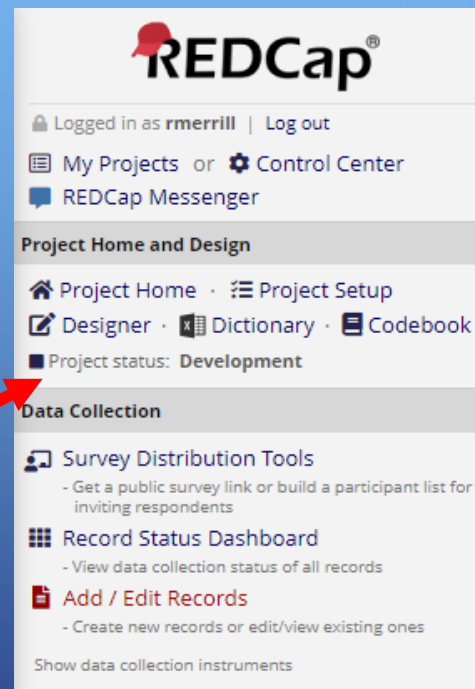 REDCap®
Logged in as rmerrill | Log out
My Projects or Control Center
REDCap Messenger
Project Home and Design
Project Home · Project Setup
Designer · Dictionary · Codebook
Project status: Development
Data Collection
Survey Distribution Tools
- Get a public survey link or build a participant list for
inviting respondents
Record Status Dashboard
- View data collection status of all records
Add / Edit Records
- Create new records or edit/view existing ones
Show data collection instruments